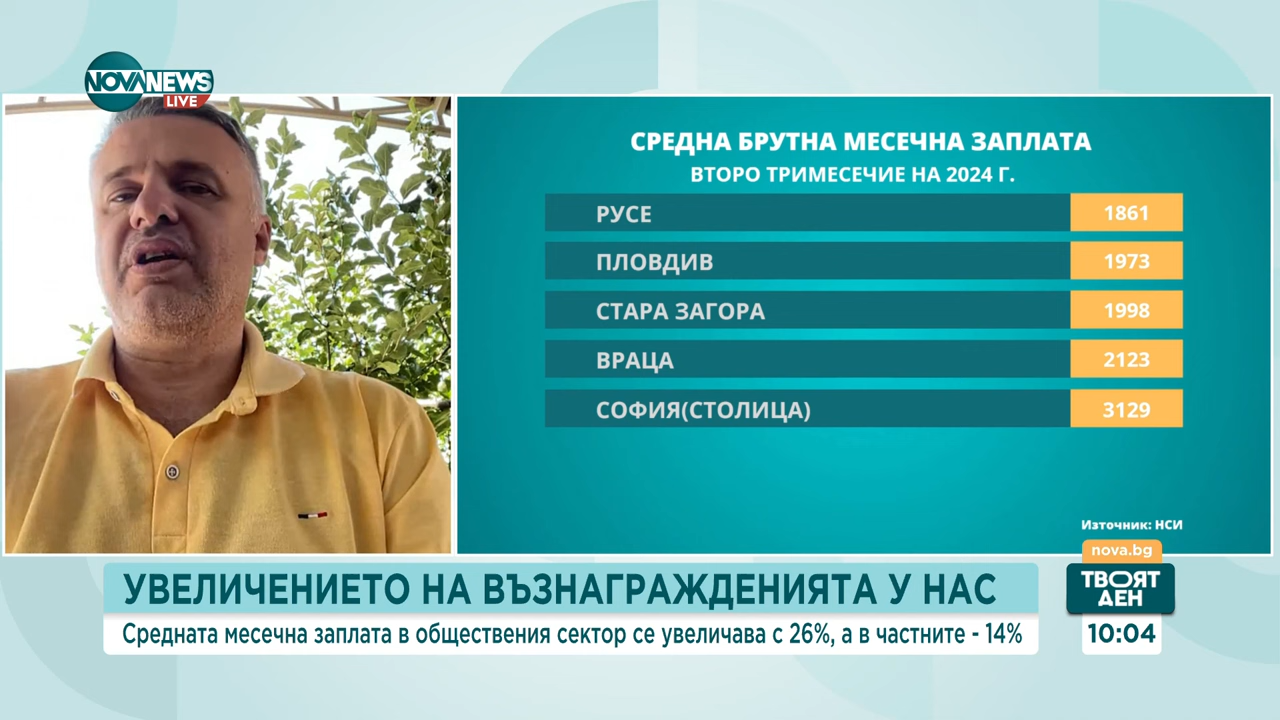 NOVANEWS
LIVE
СРЕДНА БРУТНА МЕСЕЧНА ЗАПЛАТА
ВТОРО ТРИМЕСЕЧИЕ НА 2024 Г.
РУСЕ 1861
ПЛОВДИВ 1973
СТАРА ЗАГОРА 1998
ВРАЦА 2123
СОФИЯ(СТОЛИЦА) 3129
Източник: НСИ
nova.bg
УВЕЛИЧЕНИЕТО НА ВЪЗНАГРАЖДЕНИЯТА У НАС
Средната месечна заплата в обществения сектор се увеличава с 26%, а в частните - 14%
ТВОЯТ
ДЕН
10:04